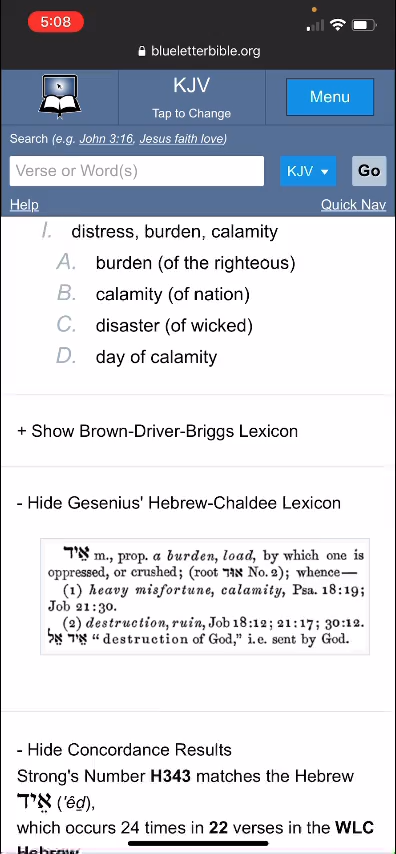 5:08
blueletterbible.org
KJV
Tap to Change
Menu
Search (e.g. John 3:16, Jesus faith love)
Verse or Word(s)
KJV
Go
Help
Quick Nav
I. distress, burden, calamity
A. burden (of the righteous)
B. calamity (of nation)
C. disaster (of wicked)
D. day of calamity
+ Show Brown-Driver-Briggs Lexicon
- Hide Gesenius' Hebrew-Chaldee Lexicon
אֵיד m., prop. a burden, load, by which one is
oppressed, or crushed; (root אוּד No. 2); whence—
(1) heavy misfortune, calamity, Psa. 18:19;
Job 21:30.
(2) destruction, ruin, Job 18:12; 21:17; 30:12.
אֵיד אֵל "destruction of God," i.e. sent by God.
- Hide Concordance Results
Strong's Number H343 matches the Hebrew
אֵיד ('êḏ),
which occurs 24 times in 22 verses in the WLC
Hebrew